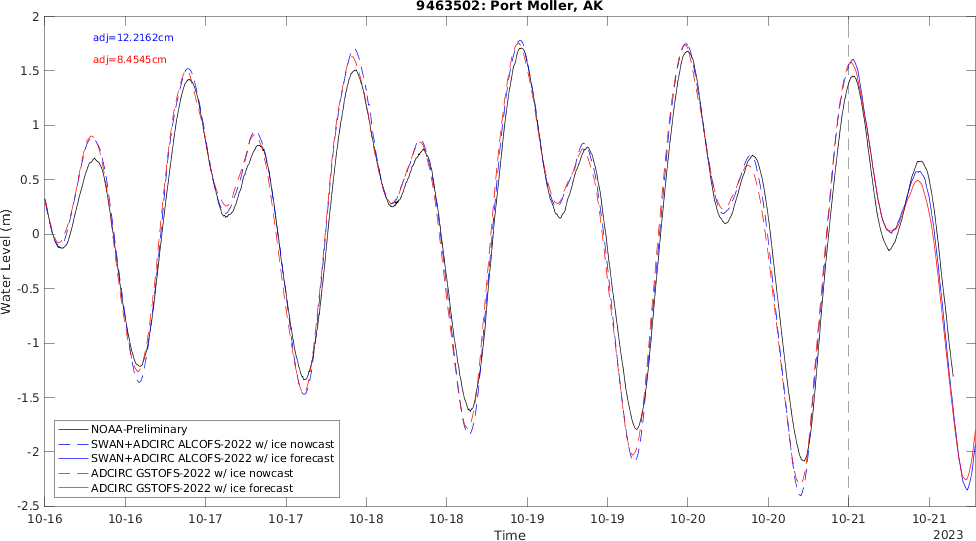 9463502: Port Moller, AK
adj=12.2162cm
adj=8.4545cm
Water Level (m)
2
1.5
1
0.5
0
-0.5
-1
-1.5
-2
-2.5
NOAA-Preliminary
SWAN+ADCIRC ALCOFS-2022 w/ ice nowcast
SWAN+ADCIRC ALCOFS-2022 w/ ice forecast
ADCIRC GSTOFS-2022 w/ ice nowcast
ADCIRC GSTOFS-2022 w/ ice forecast
10-16 10-16 10-17 10-17 10-18 10-18 10-19 10-19 10-20 10-20 10-21 10-21
Time
2023